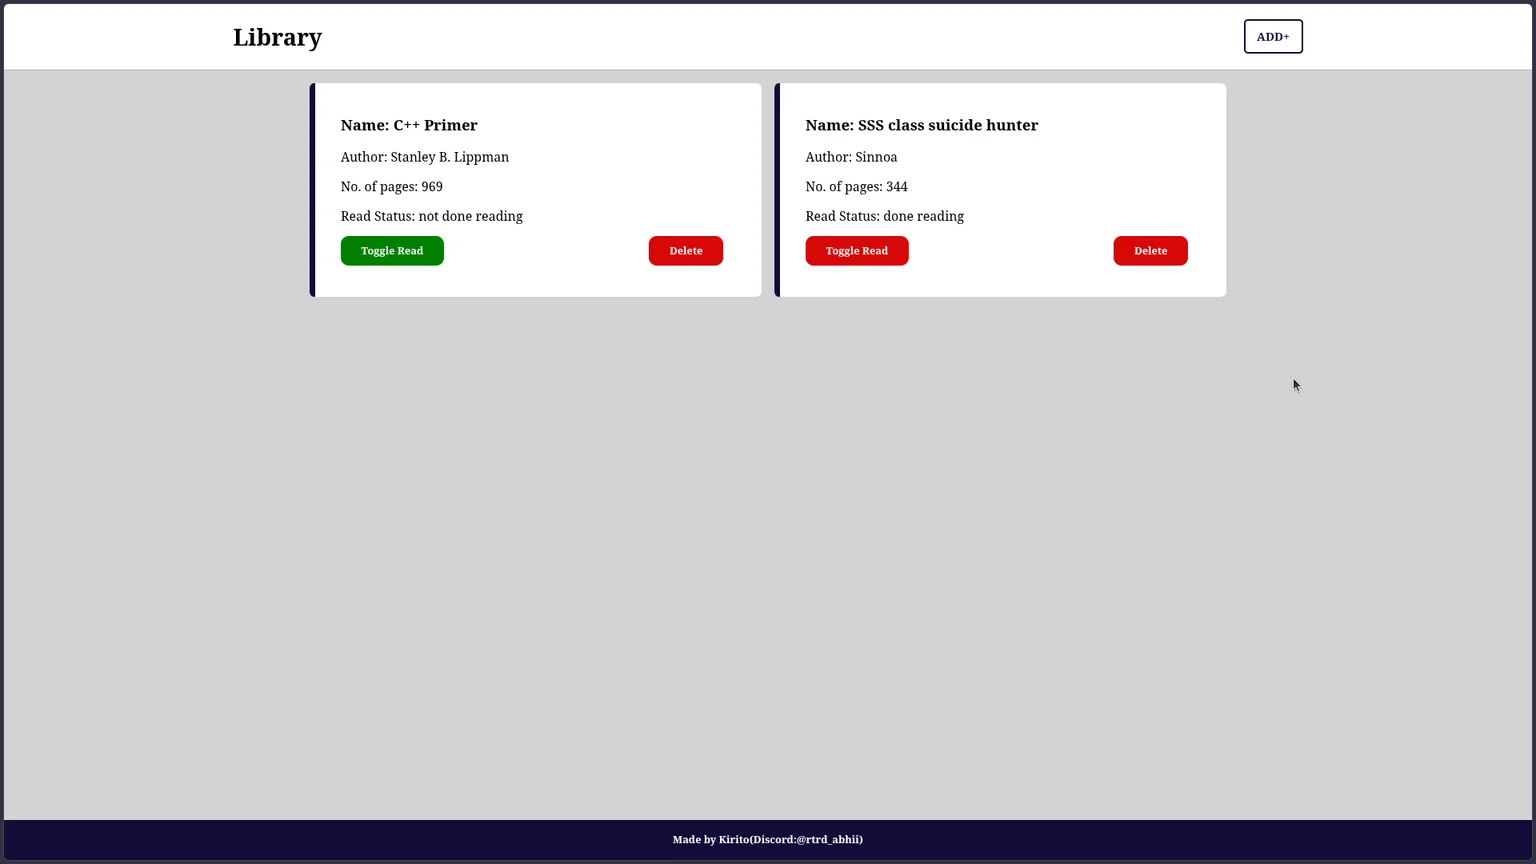 Library
ADD+
Name: C++ Primer
Author: Stanley B. Lippman
No. of pages: 969
Read Status: not done reading
Toggle Read
Delete
Name: SSS class suicide hunter
Author: Sinnoa
No. of pages: 344
Read Status: done reading
Toggle Read
Delete
Made by Kirito(Discord:@rtrd_abhii)